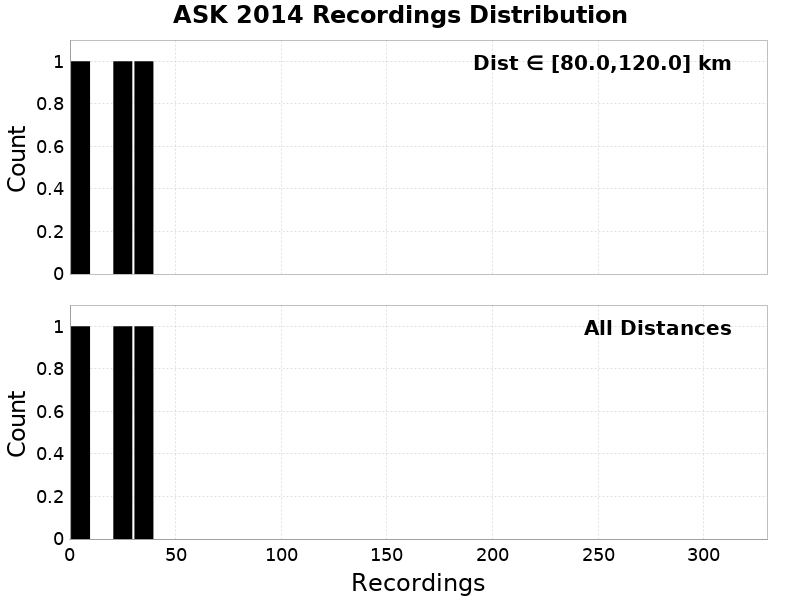 ASK 2014 Recordings Distribution
Dist ∈ [80.0,120.0] km
Count
1
0.8
0.6
0.4
0.2
0
All Distances
Count
1
0.8
0.6
0.4
0.2
0
0 50 100 150 200 250 300
Recordings